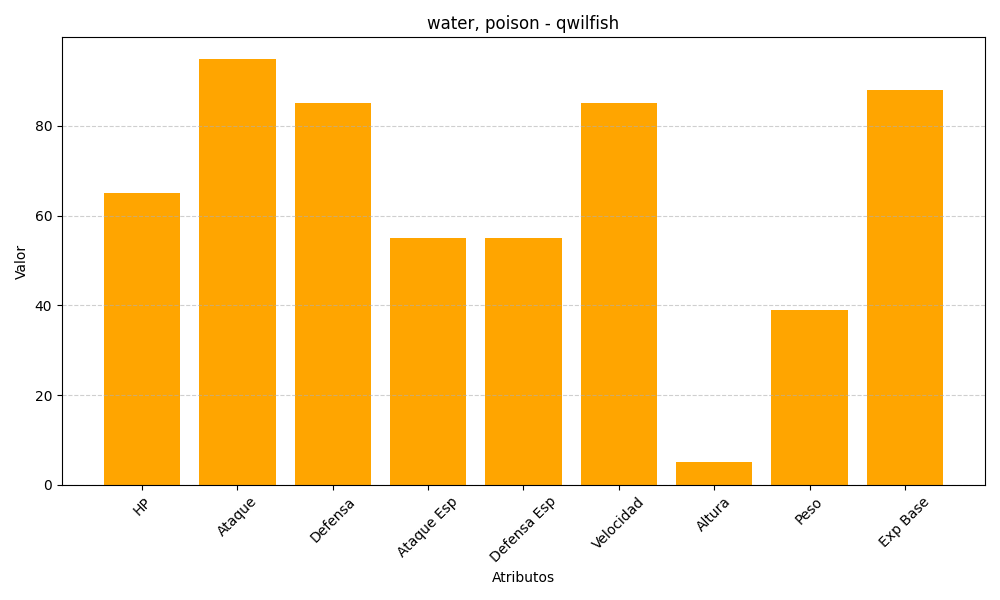 water, poison - qwilfish
Valor
80
60
40
20
0
HP
Ataque
Defensa
Ataque Esp
Defensa Esp
Velocidad
Altura
Peso
Exp Base
Atributos